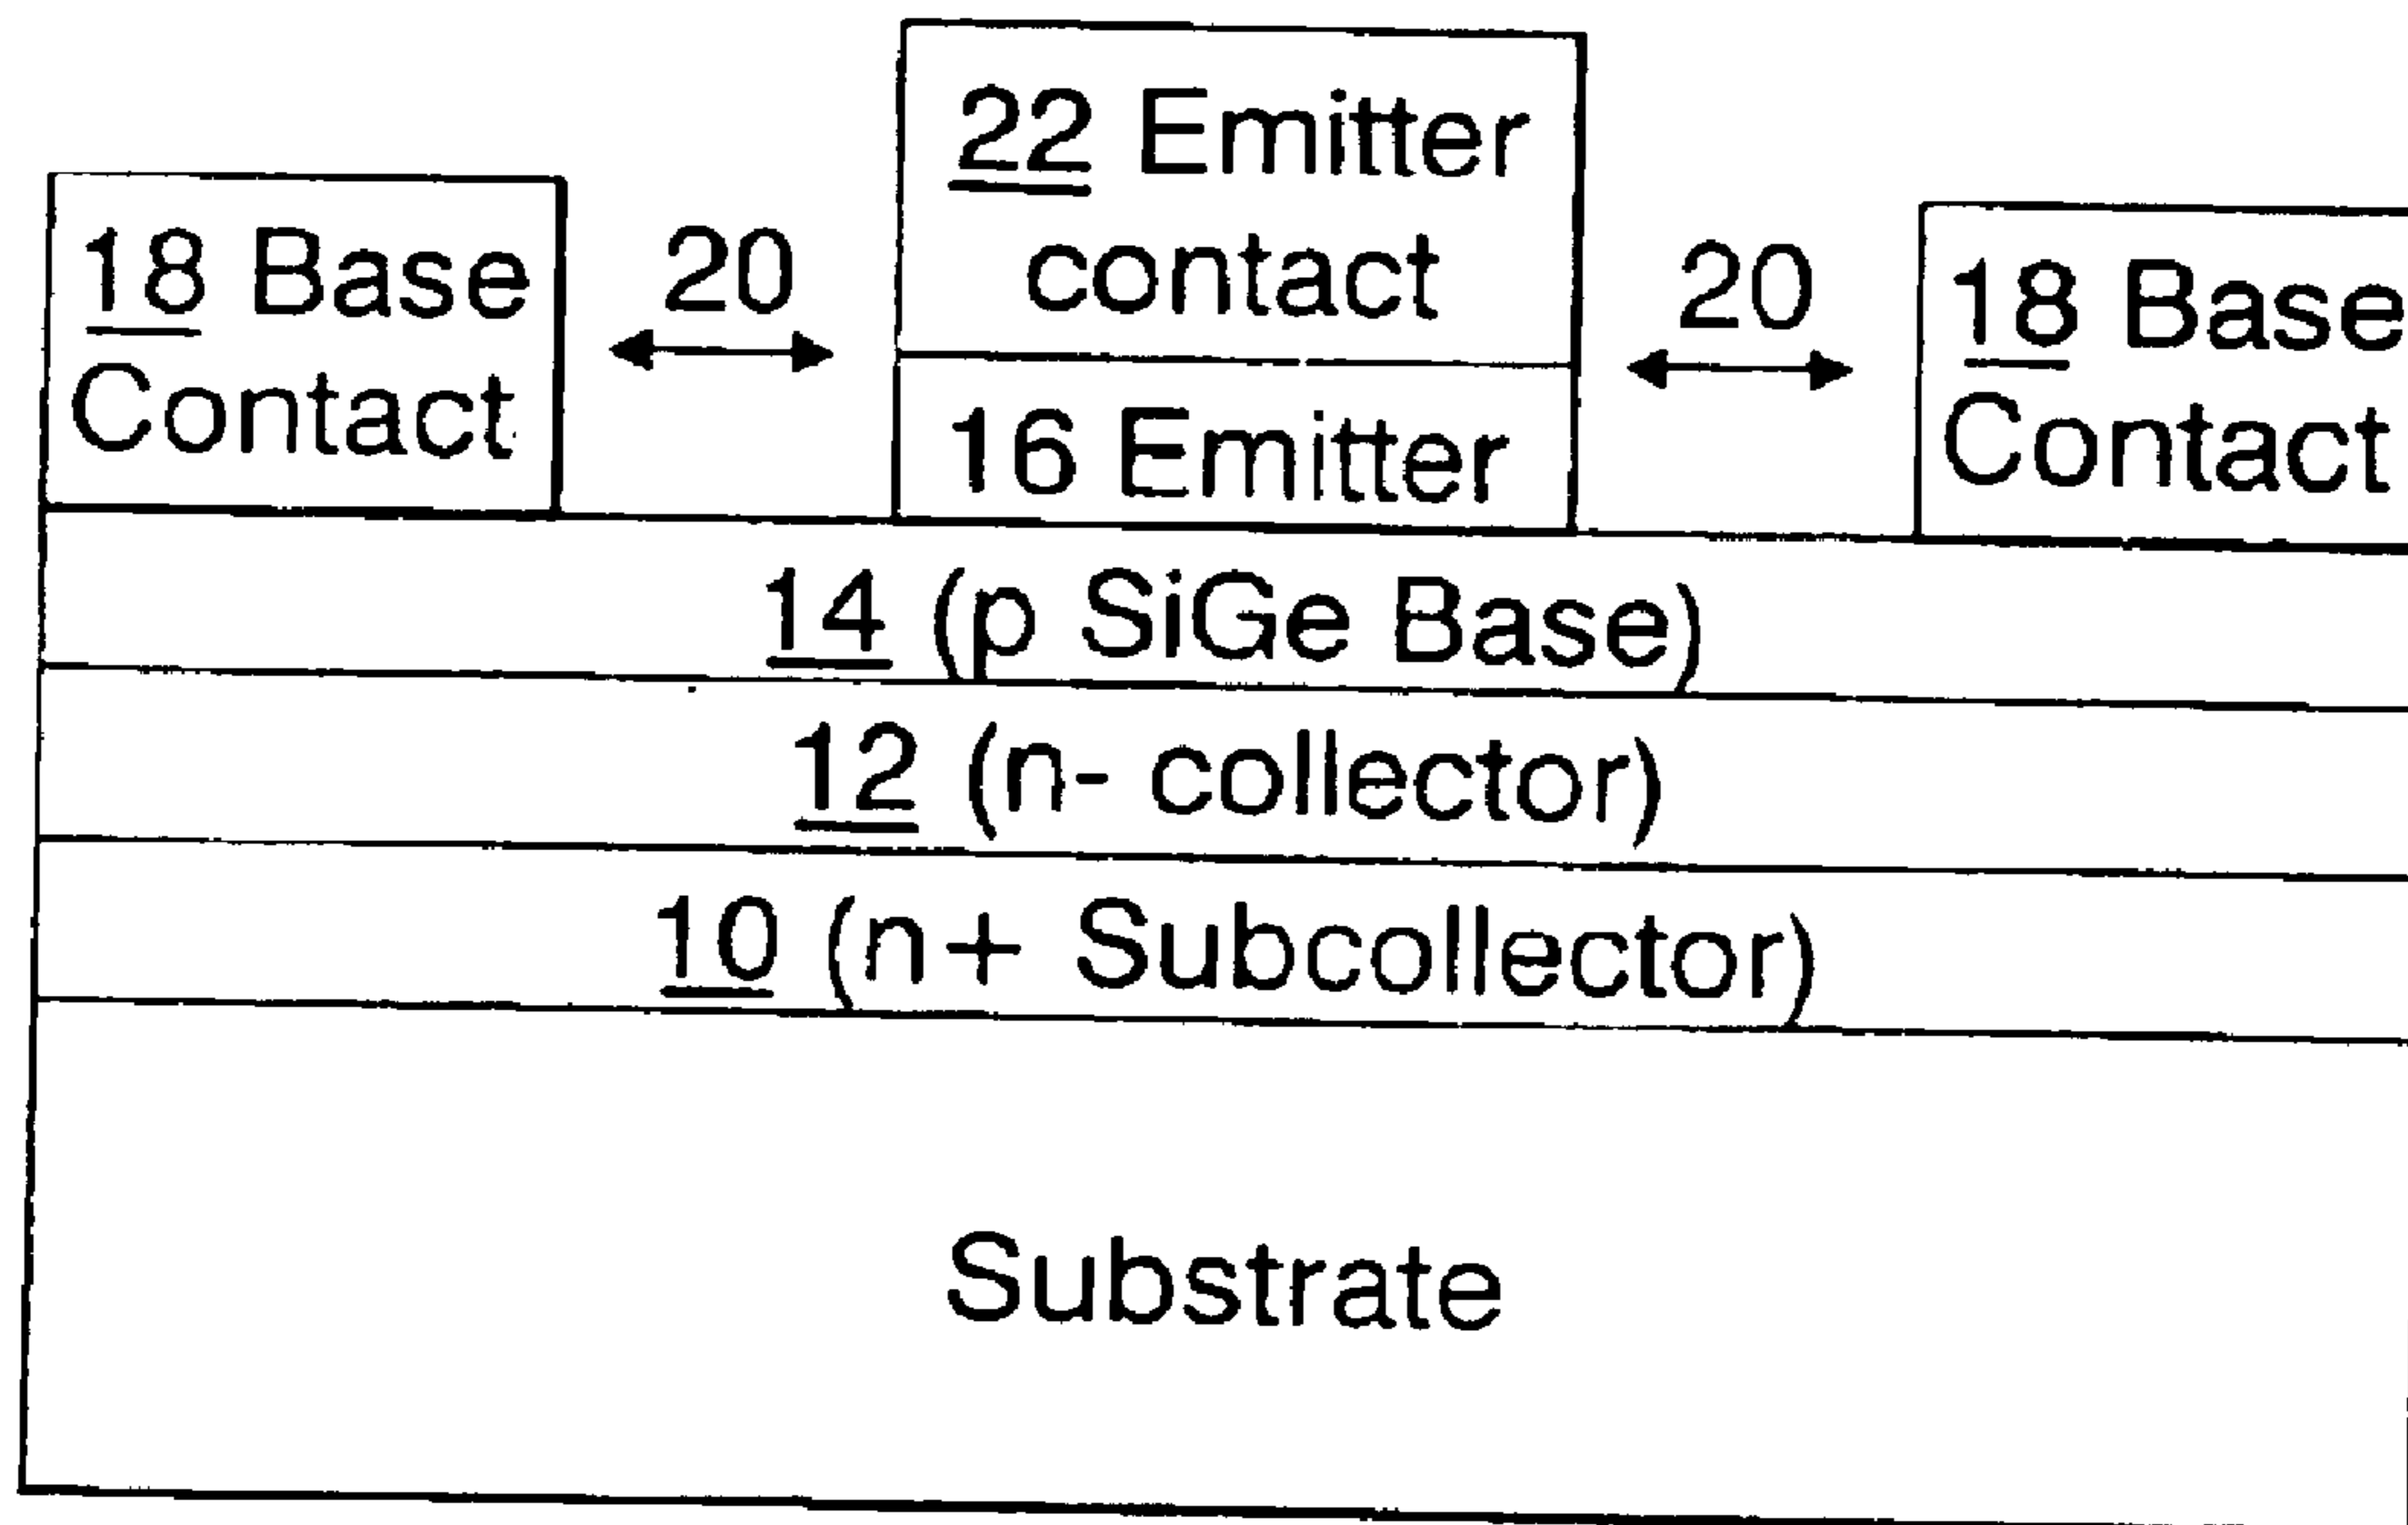 22 Emitter
contact
18 Base
Contact
20
20
18 Base
Contact
16 Emitter
14 (p SiGe Base)
12 (n- collector)
10 (n+ Subcollector)
Substrate